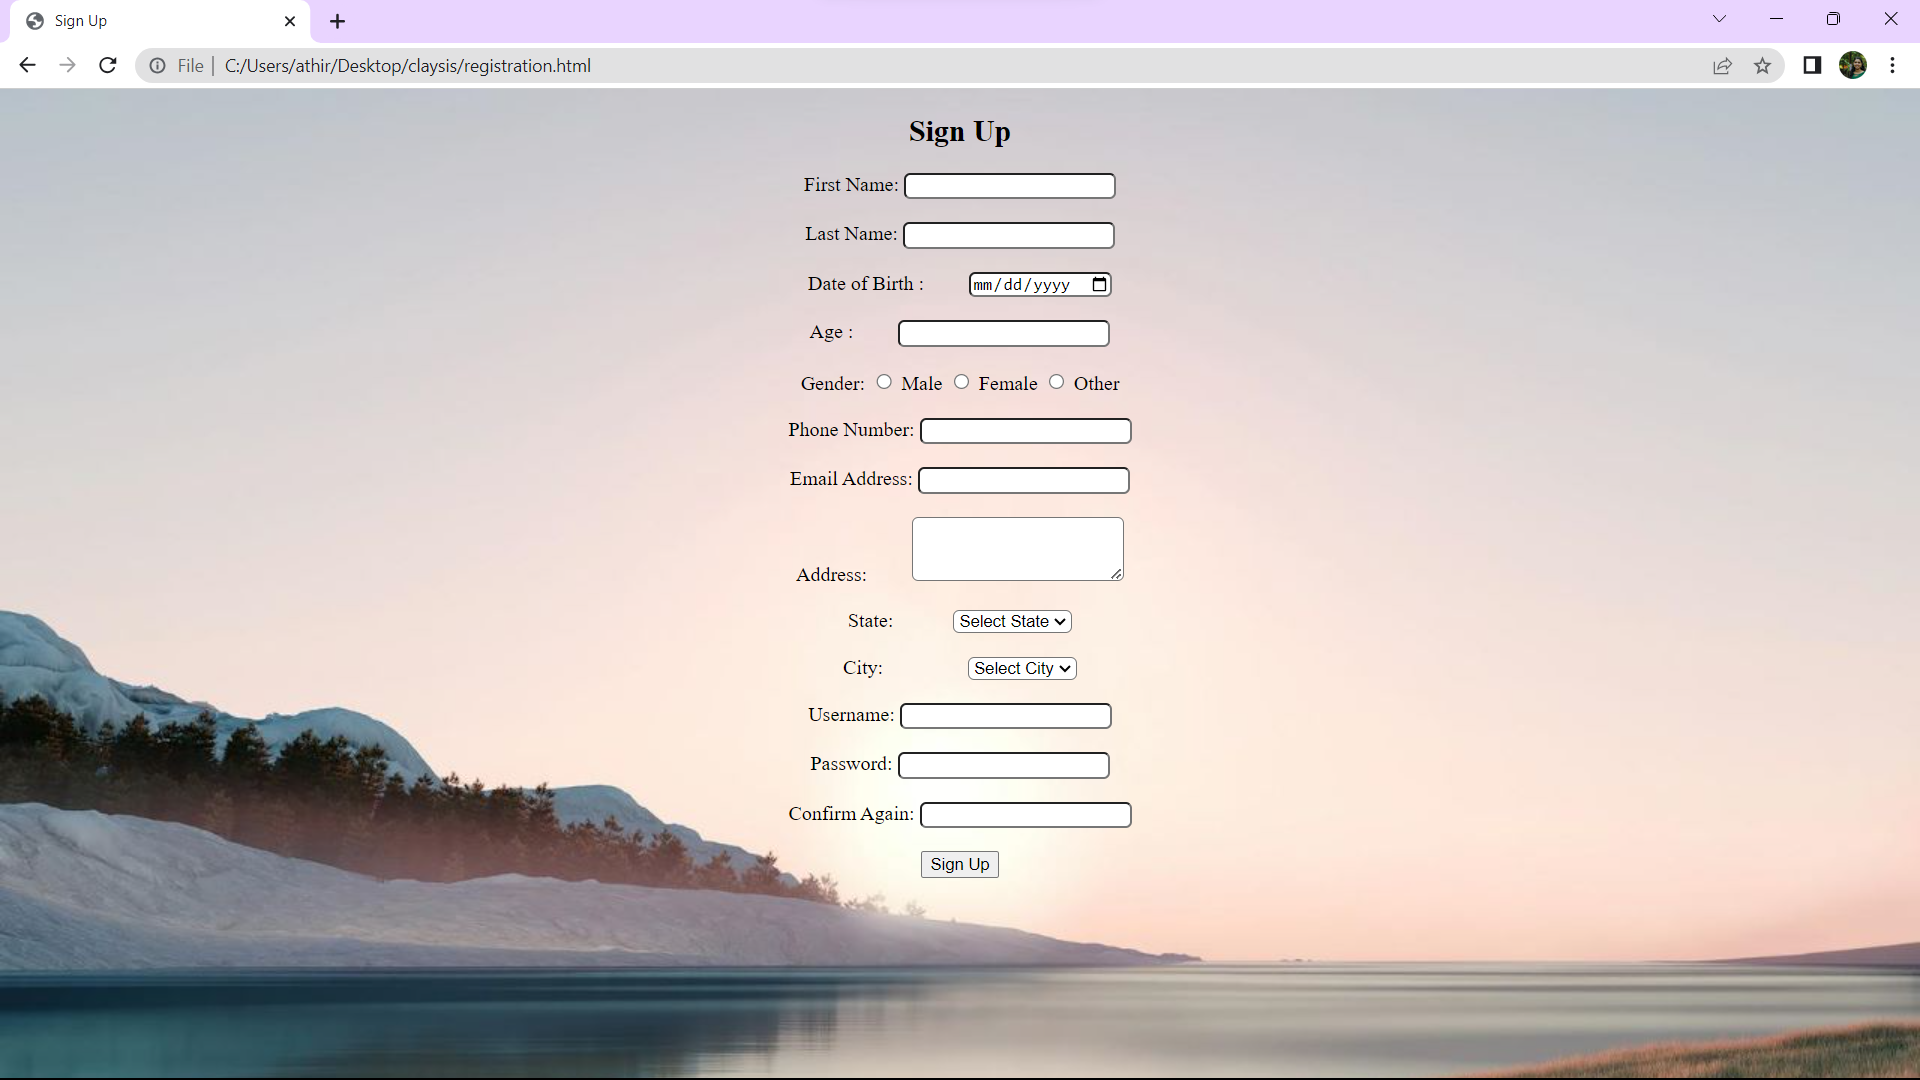 Sign Up
File | C:/Users/athir/Desktop/claysis/registration.html
Sign Up
First Name:
Last Name:
Date of Birth : mm/dd/yyyy
Age :
Gender: Male Female Other
Phone Number:
Email Address:
Address:
State: Select State
City: Select City
Username:
Password:
Confirm Again:
Sign Up